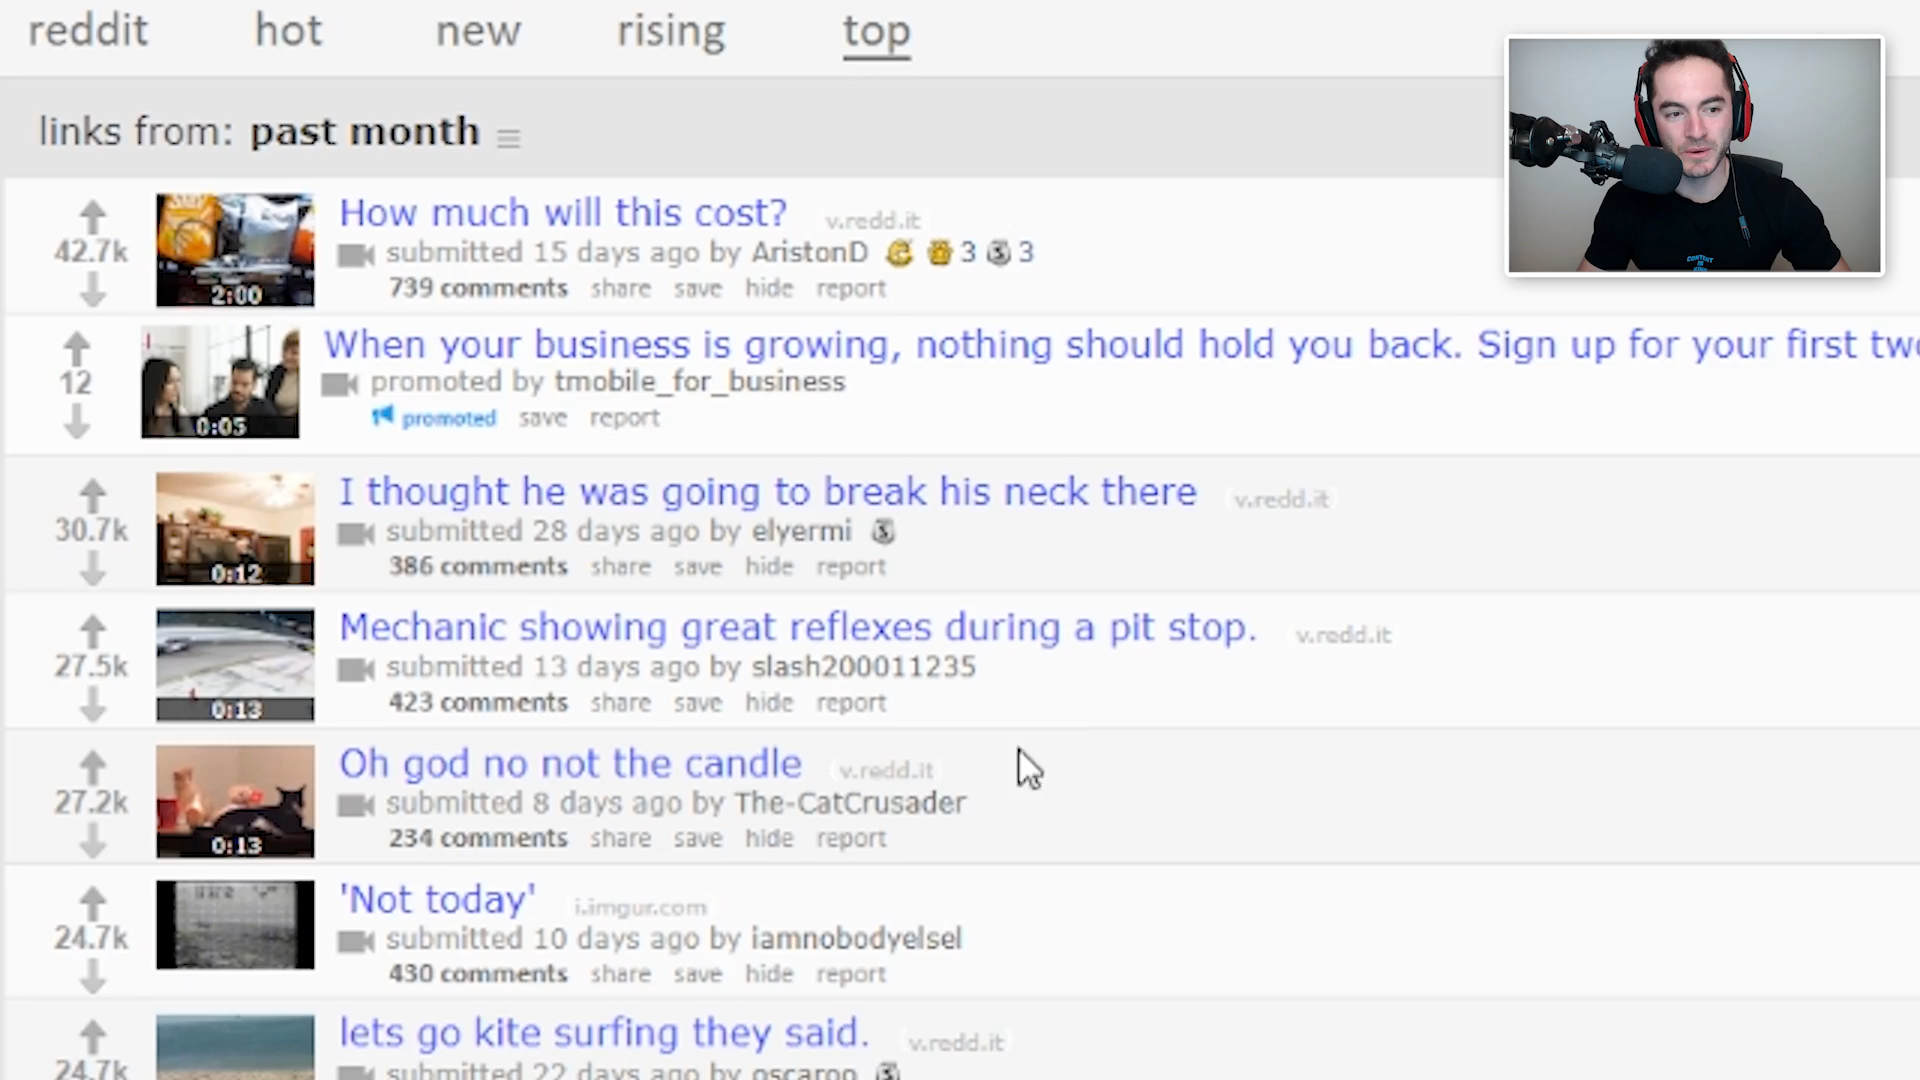 reddit hot new rising top
links from: past month
How much will this cost? v.redd.it
42.7k
submitted 15 days ago by AristonD 3 3
2:00
739 comments share save hide report
When your business is growing, nothing should hold you back. Sign up for your first
12
promoted by tmobile_for_business
0:05
promoted save report
I thought he was going to break his neck there v.redd.it
30.7k
submitted 28 days ago by elyermi
0:12
386 comments share save hide report
Mechanic showing great reflexes during a pit stop. v.redd.it
27.5k
submitted 13 days ago by slash200011235
0:13
423 comments share save hide report
Oh god no not the candle v.redd.it
27.2k
submitted 8 days ago by The-CatCrusader
0:13
234 comments share save hide report
'Not today' i.imgur.com
24.7k
submitted 10 days ago by iamnobodyelsel
430 comments share save hide report
lets go kite surfing they said. v.redd.it
24.7k
submitted 22 days ago by